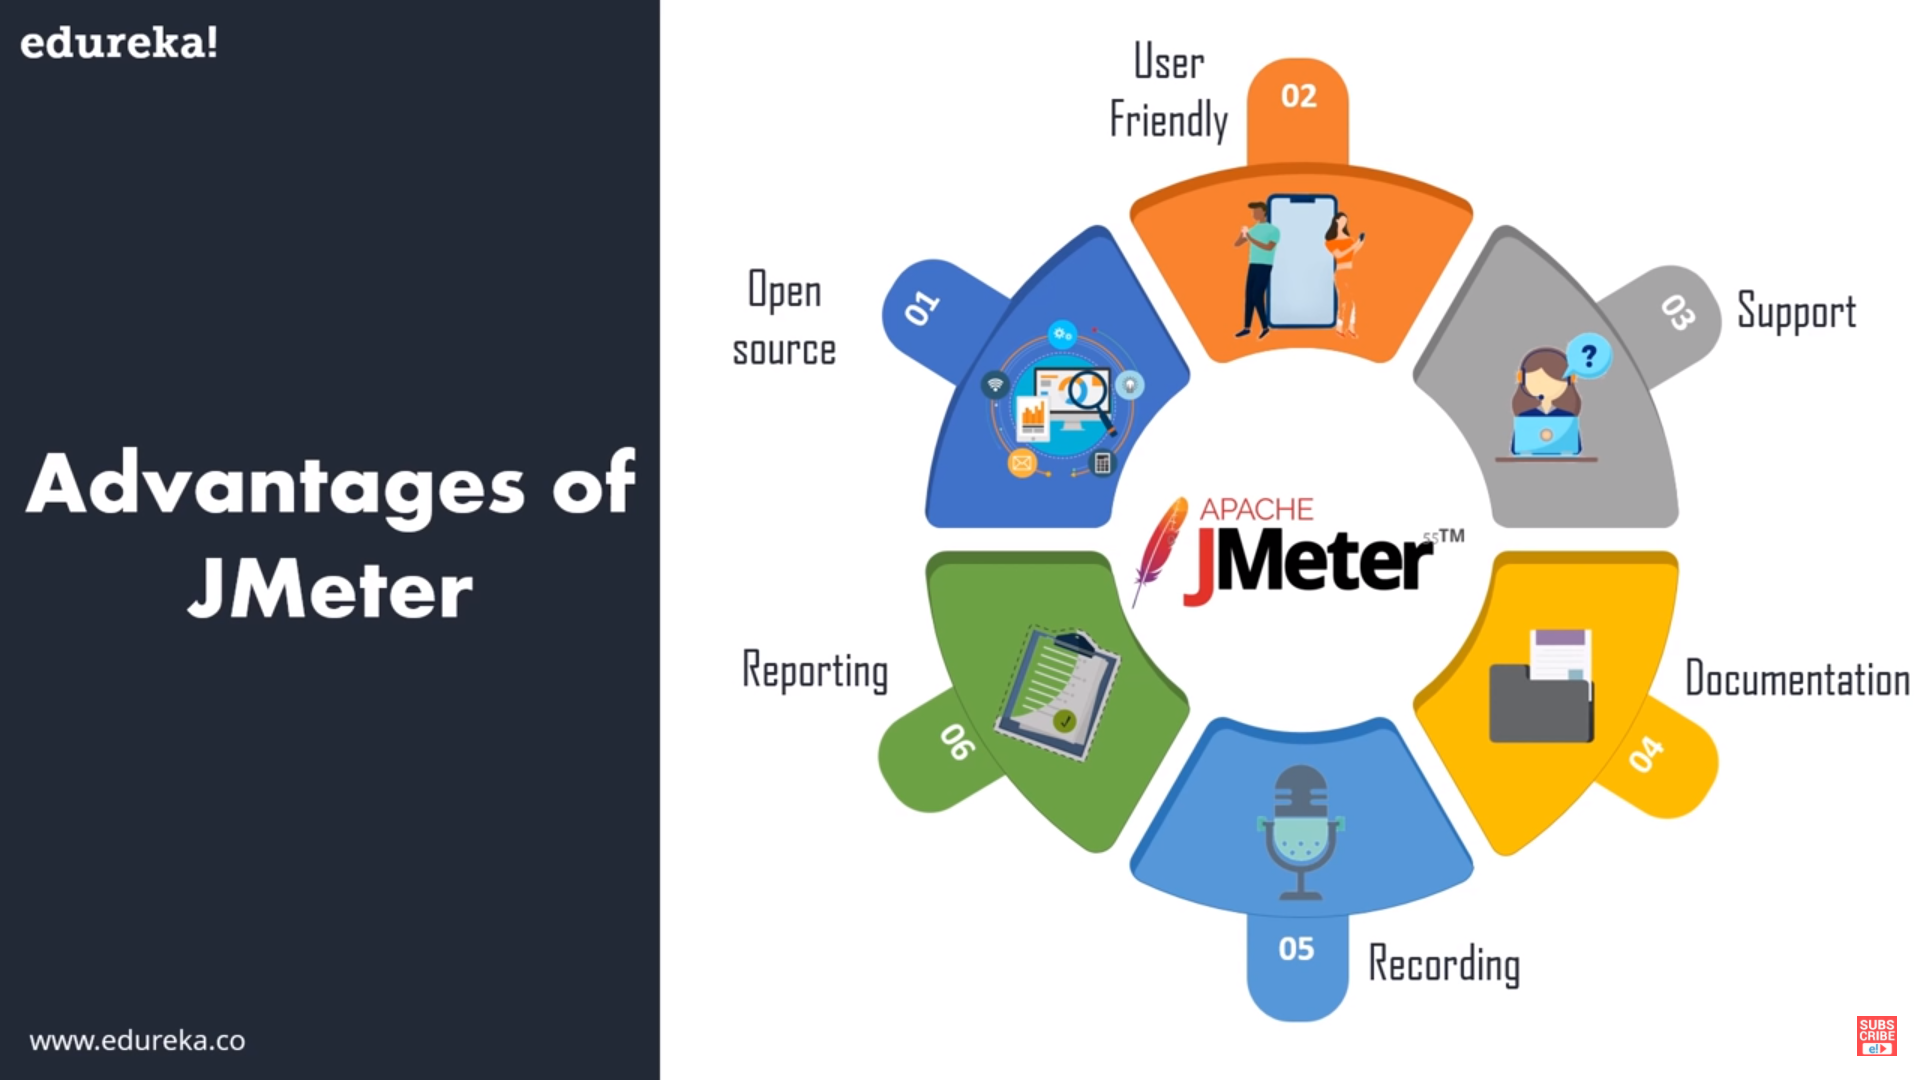 edureka!
Advantages of
JMeter
www.edureka.co
User
Friendly
02
Open
source
01
03
Support
?
APACHE
JMeter
55™
Reporting
06
Documentation
04
05
Recording
SUBS
CRIBE
e!